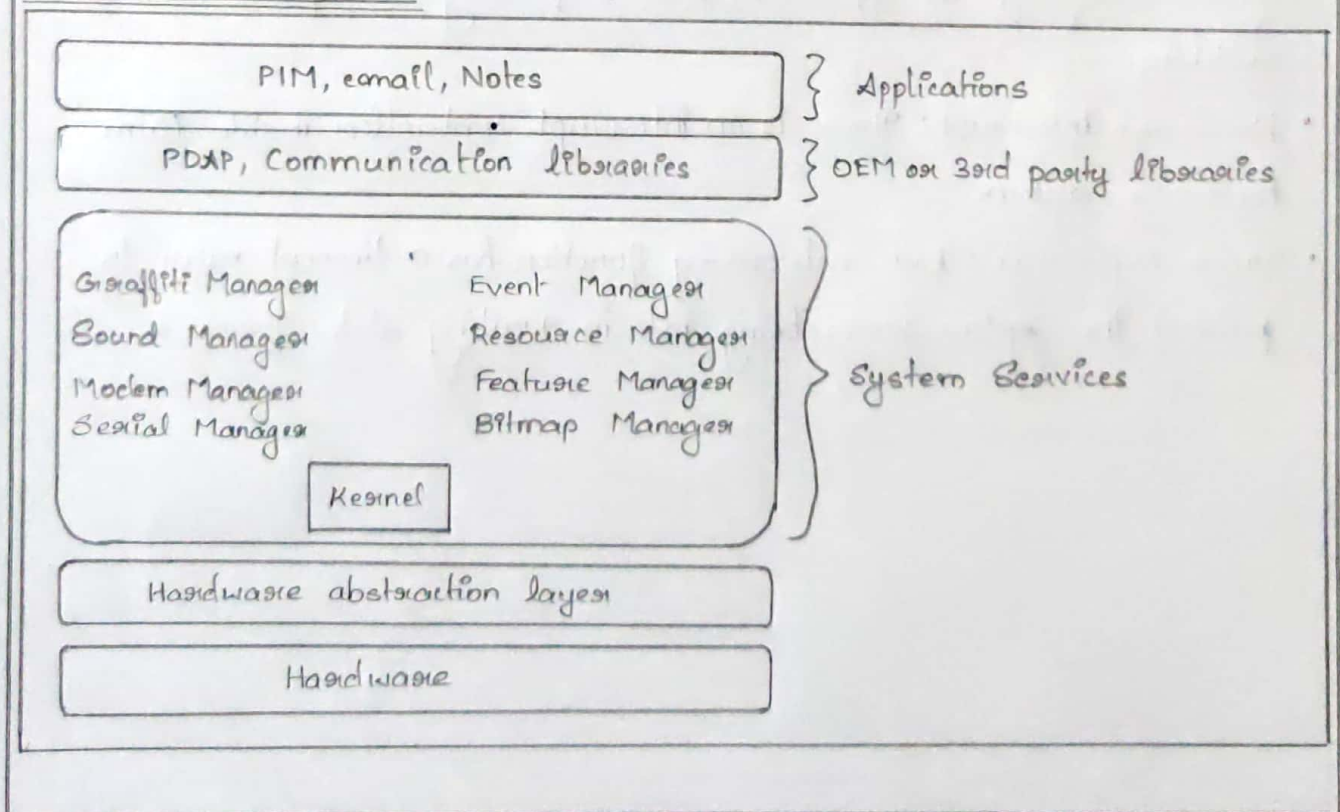 PIM, eamail, Notes
Applications
PDAP, Communication libraries
OEM or 3rd party libraries
Graffiti Manager
Event Manager
Sound Manager
Resource Manager
Modem Manager
Feature Manager
Serial Manager
Bitmap Manager
Kernel
System Services
Hardware abstraction layer
Hardware